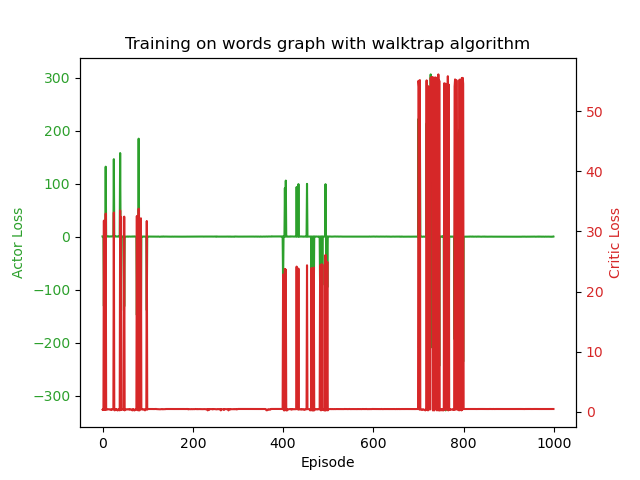 Training on words graph with walktrap algorithm
300
200
100
0
−100
−200
−300
Actor Loss
50
40
30
20
10
0
Critic Loss
0 200 400 600 800 1000
Episode